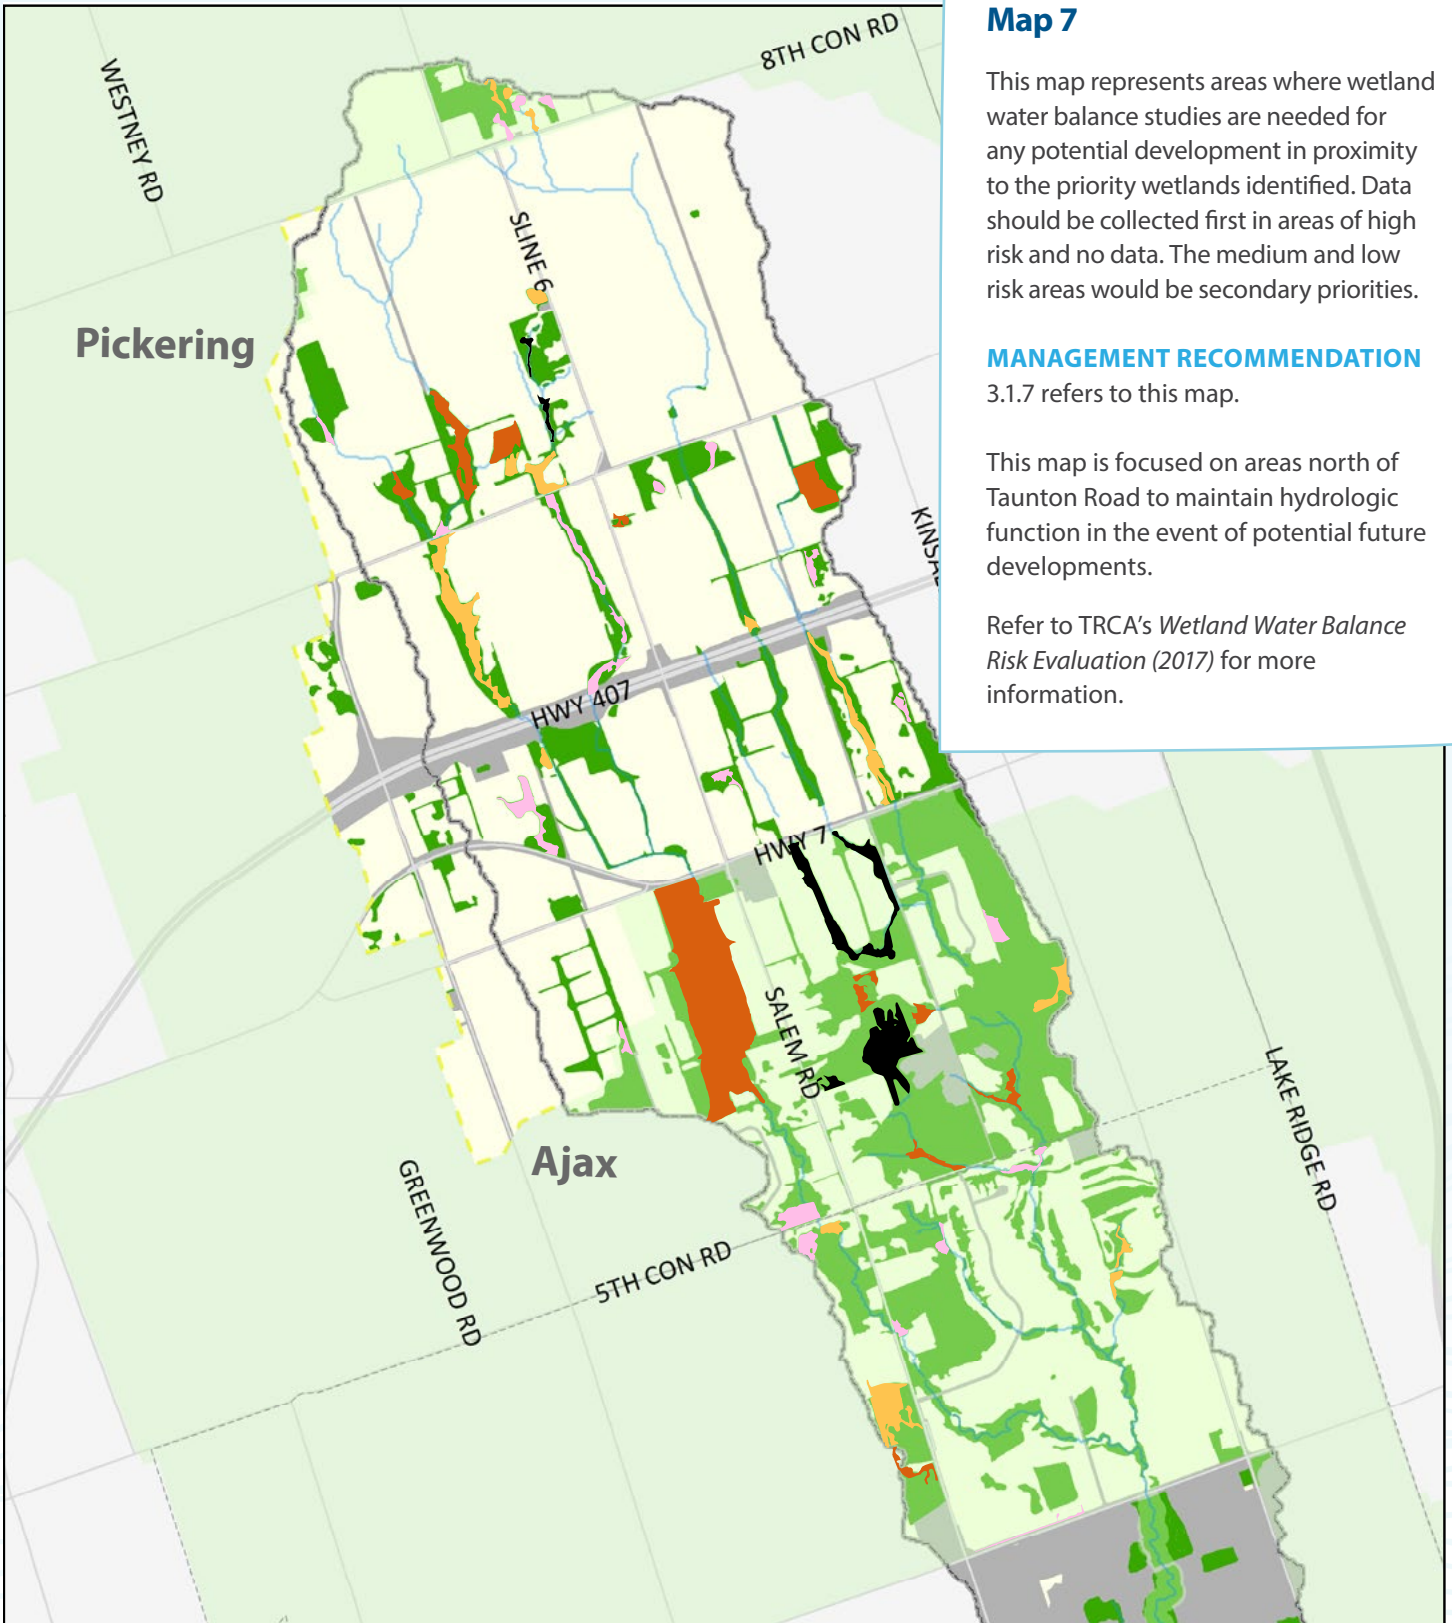 Map 7
This map represents areas where wetland
water balance studies are needed for
any potential development in proximity
to the priority wetlands identified. Data
should be collected first in areas of high
risk and no data. The medium and low
risk areas would be secondary priorities.
MANAGEMENT RECOMMENDATION
3.1.7 refers to this map.
This map is focused on areas north of
Taunton Road to maintain hydrologic
function in the event of potential future
developments.
Refer to TRCA's Wetland Water Balance
Risk Evaluation (2017) for more
information.
8TH CON RD
WESTNEY RD
SLINE 6
Pickering
HWY 407
HWY 7
SALEM RD
LAKE RIDGE RD
Ajax
GREENWOOD RD
5TH CON RD